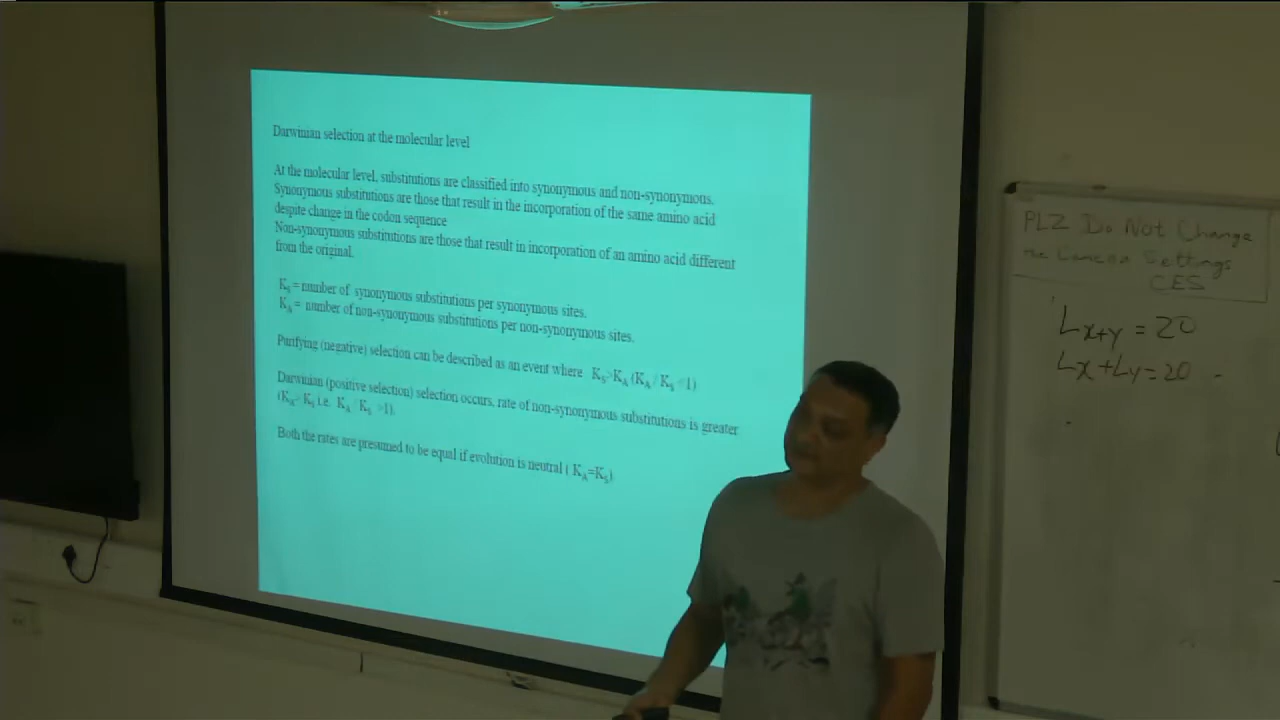 Darwinian selection at the molecular level
At the molecular level, substitutions are classified into synonymous and non-synonymous.
Synonymous substitutions are those that result in the incorporation of the same amino acid
despite change in the codon sequence
Non-synonymous substitutions are those that result in incorporation of an amino acid different
from the original.
KS = number of synonymous substitutions per synonymous sites.
KA = number of non-synonymous substitutions per non-synonymous sites.
Purifying (negative) selection can be described as an event where KS>KA (KA / KS <1)
Darwinian (positive selection) selection occurs, rate of non-synonymous substitutions is greater
(KA> KS i.e. KA / KS >1).
Both the rates are presumed to be equal if evolution is neutral ( KA=KS)
PLZ Do Not Change
the Camera Settings
CES
Lx+y = 20
Lx+Ly=20